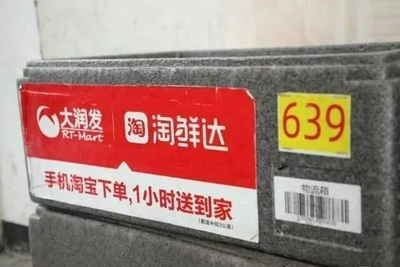 大润发
RT-Mart
淘 淘鲜达
手机淘宝下单,1小时送到家
639
物流箱